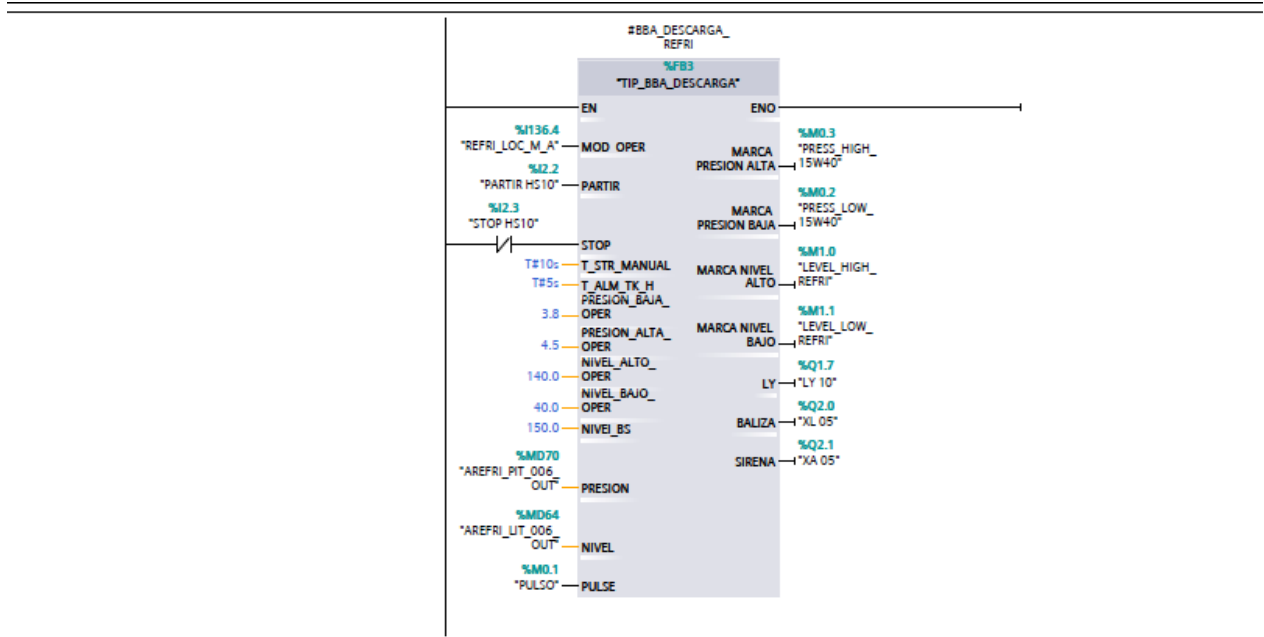 #BBA_DESCARGA_
REFRI
%FB3
"TIP_BBA_DESCARGA"
EN
ENO
%I136.4
"REFRI_LOC_M_A"
MOD OPER
%I2.2
"PARTIR HS10"
PARTIR
%I2.3
"STOP HS10"
STOP
T#10s
T_STR_MANUAL
T#5s
T_ALM_TK_H
3.8
PRESION_BAJA_
OPER
4.5
PRESION_ALTA_
OPER
140.0
NIVEL_ALTO_
OPER
40.0
NIVEL_BAJO_
OPER
150.0
NIVEl_BS
%MD70
"AREFRI_PIT_006_
OUT"
PRESION
%MD64
"AREFRI_LIT_006_
OUT"
NIVEL
%M0.1
"PULSO"
PULSE
MARCA
PRESION ALTA
%M0.3
"PRESS_HIGH_
15W40"
MARCA
PRESION BAJA
%M0.2
"PRESS_LOW_
15W40"
MARCA NIVEL
ALTO
%M1.0
"LEVEL_HIGH_
REFRI"
MARCA NIVEL
BAJO
%M1.1
"LEVEL_LOW_
REFRI"
LY
%Q1.7
"LY 10"
BALIZA
%Q2.0
"XL 05"
SIRENA
%Q2.1
"XA 05"